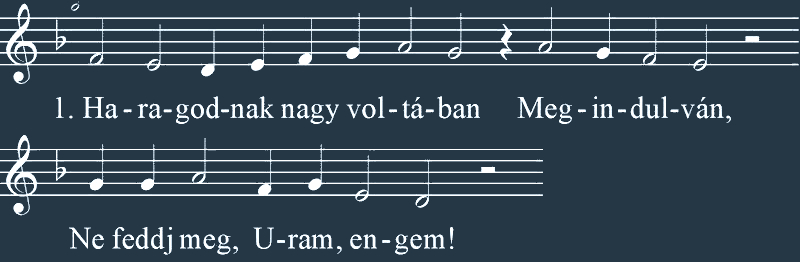 1. Ha-ra-god-nak nagy vol-tá-ban Meg-in-dul-ván,
Ne feddj meg, U-ram, en-gem!